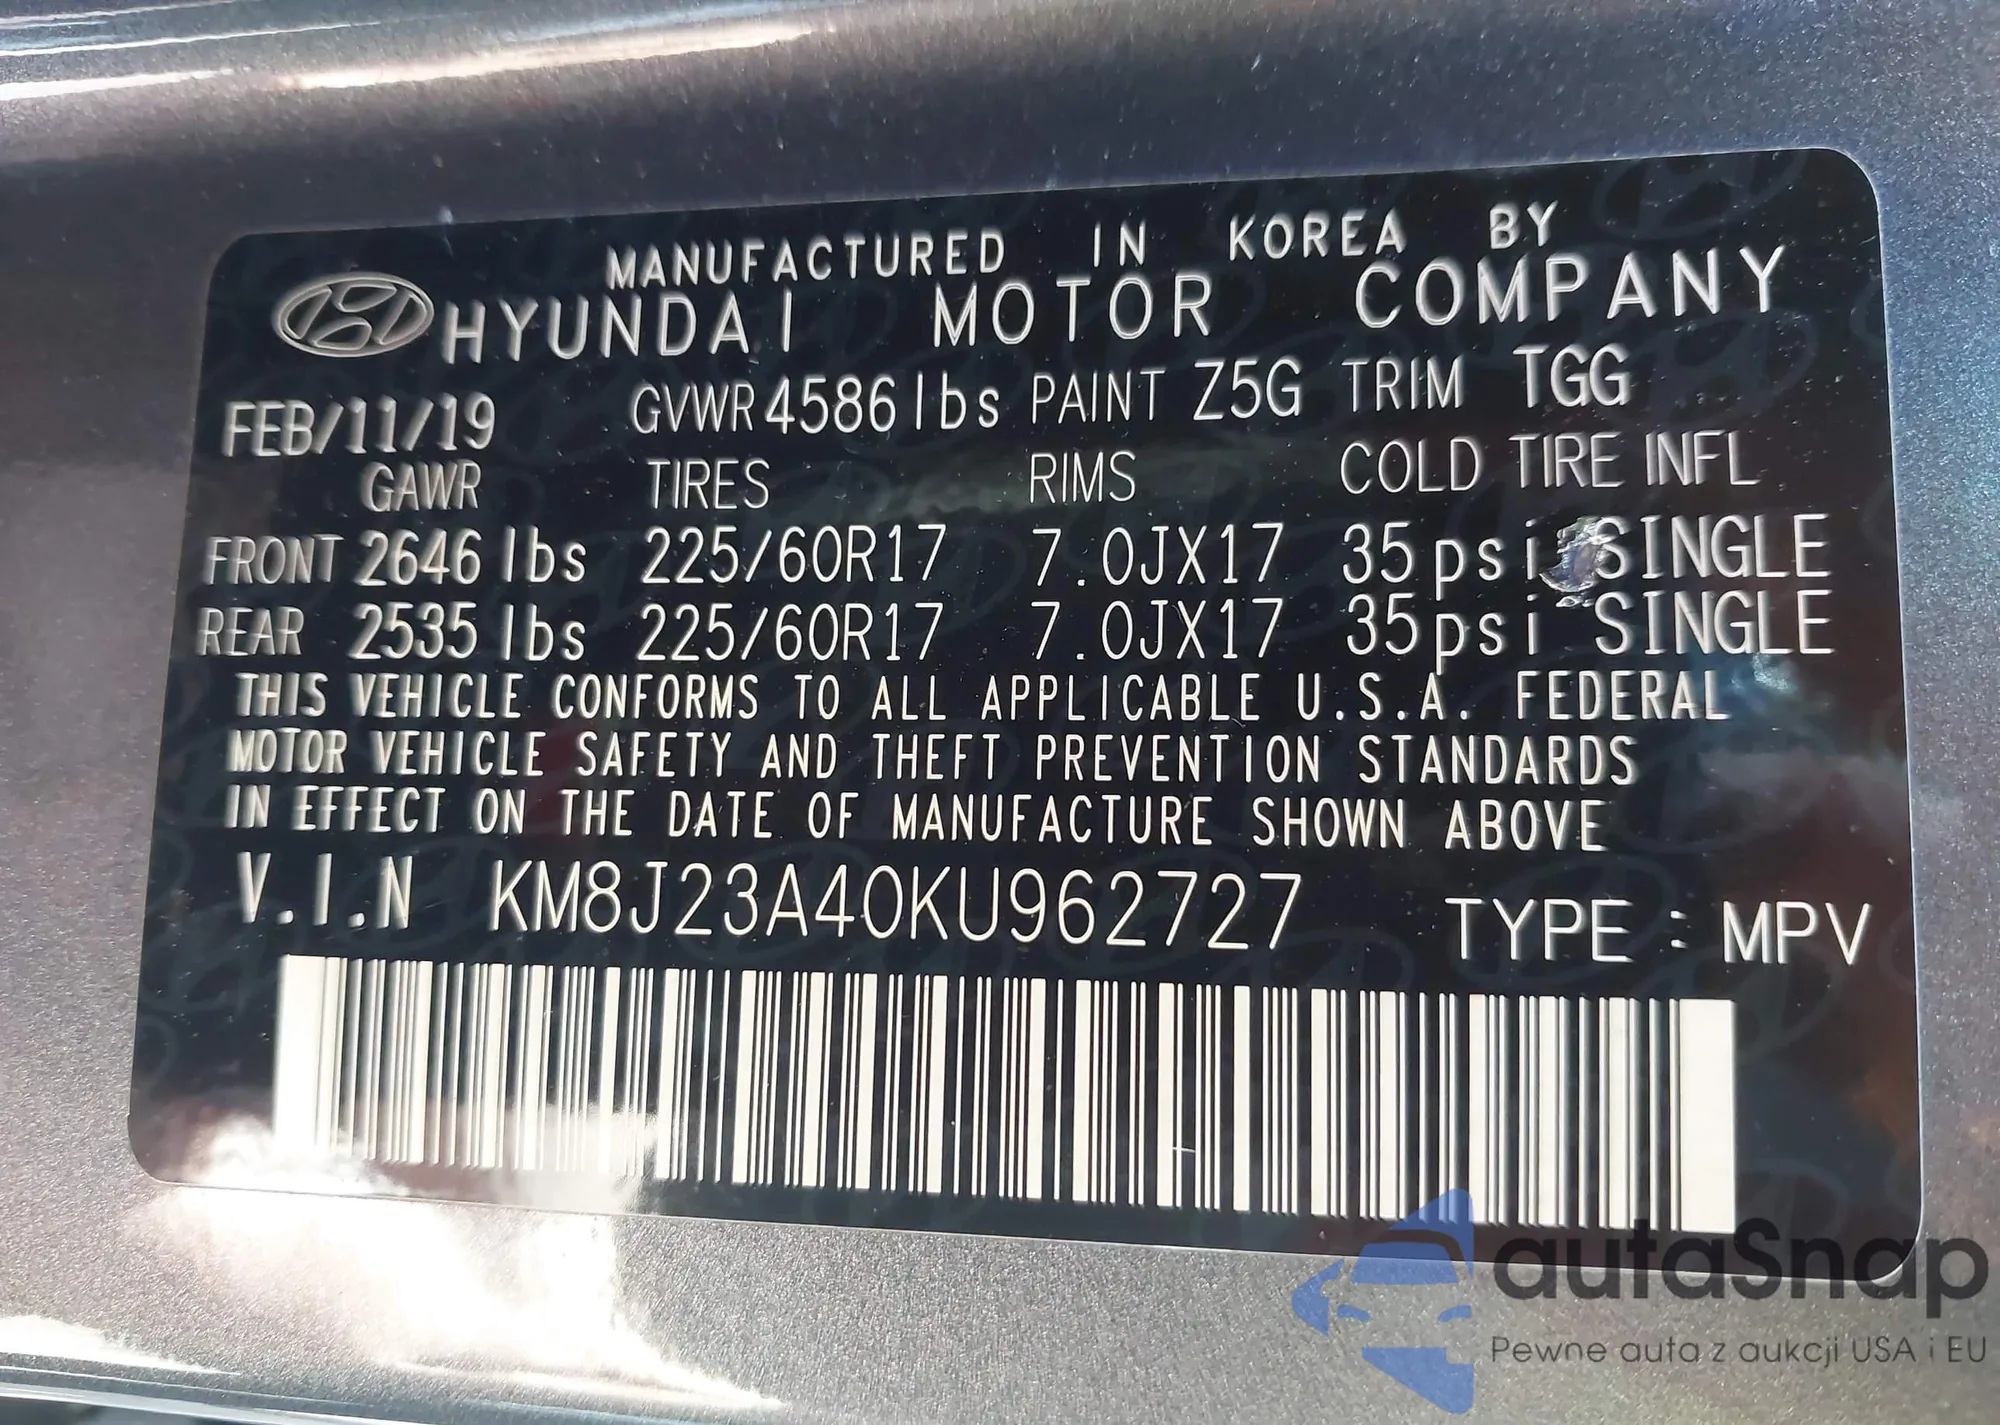 MANUFACTURED IN KOREA BY
HYUNDAI MOTOR COMPANY
FEB/11/19 GVWR 4586 lbs PAINT Z5G TRIM TGG
GAWR TIRES RIMS COLD TIRE INFL
FRONT 2646 lbs 225/60R17 7.0JX17 35psi SINGLE
REAR 2535 lbs 225/60R17 7.0JX17 35psi SINGLE
THIS VEHICLE CONFORMS TO ALL APPLICABLE U.S.A. FEDERAL
MOTOR VEHICLE SAFETY AND THEFT PREVENTION STANDARDS
IN EFFECT ON THE DATE OF MANUFACTURE SHOWN ABOVE
V.I.N KM8J23A40KU962727 TYPE : MPV
autaSnap
Pewne auta z aukcji USA i EU